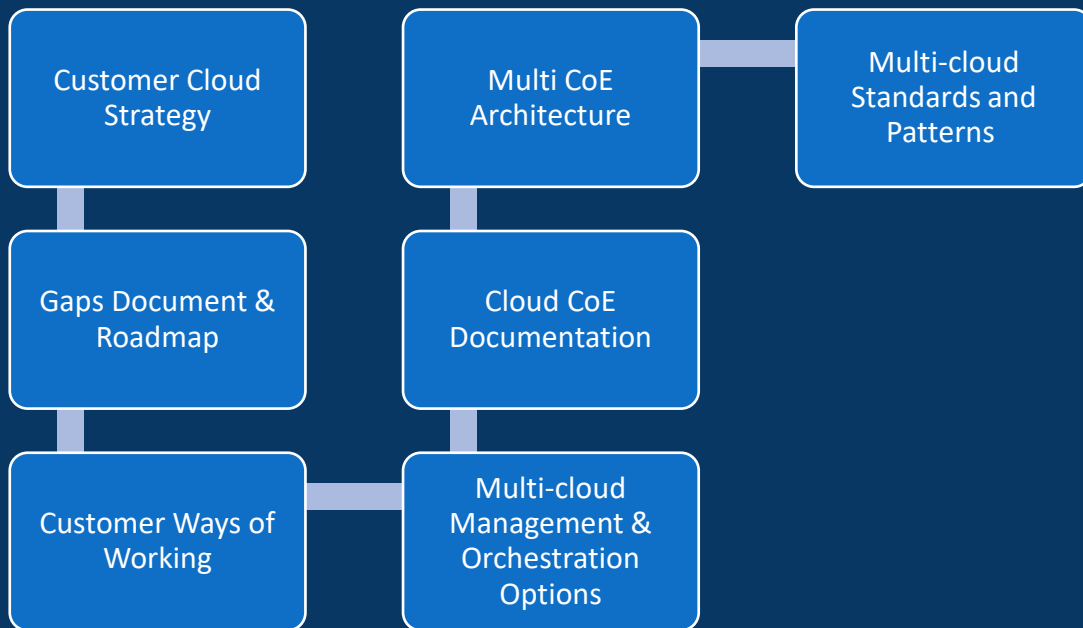 Customer Cloud
Strategy
Gaps Document &
Roadmap
Customer Ways of
Working
Multi-cloud
Management &
Orchestration
Options
Cloud CoE
Documentation
Multi CoE
Architecture
Multi-cloud
Standards and
Patterns